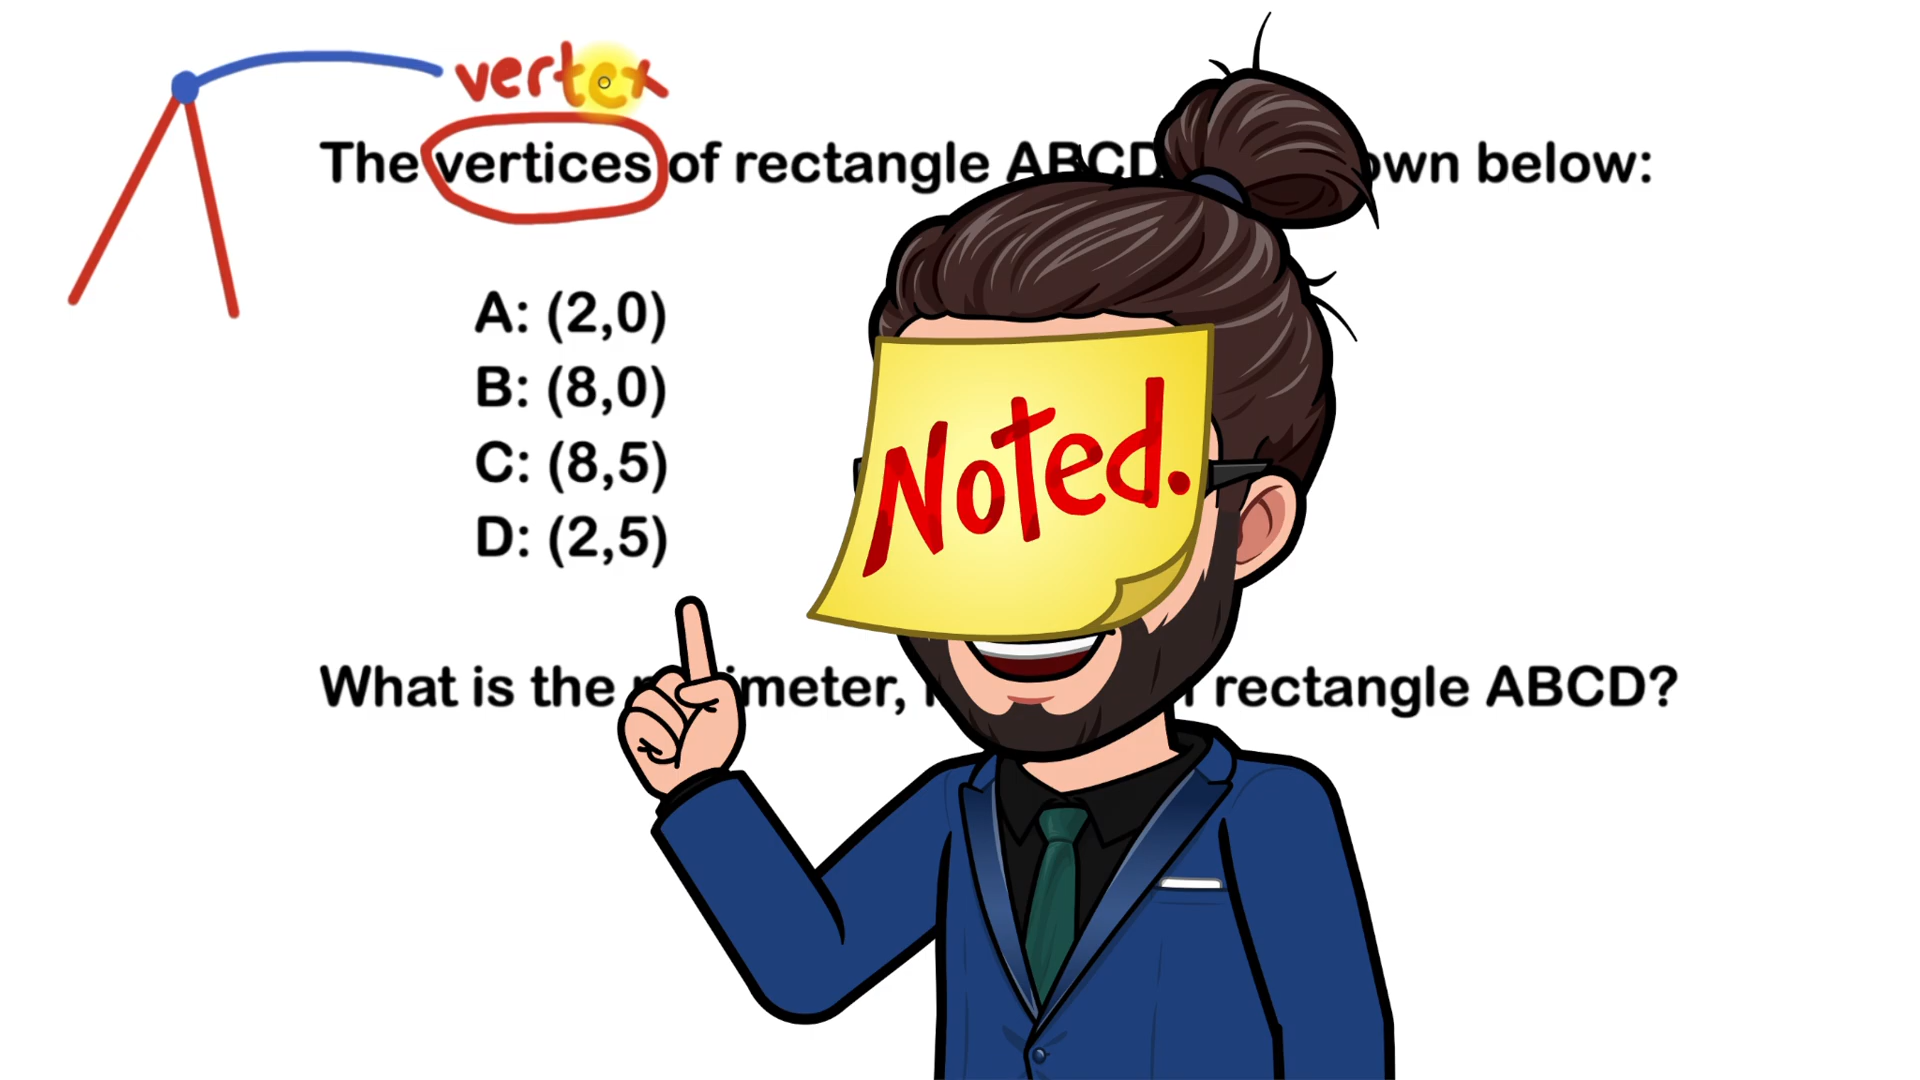 vertex
The vertices of rectangle ABCD own below:
A: (2,0)
B: (8,0)
C: (8,5)
D: (2,5)
Noted.
What is the imeter, rectangle ABCD?